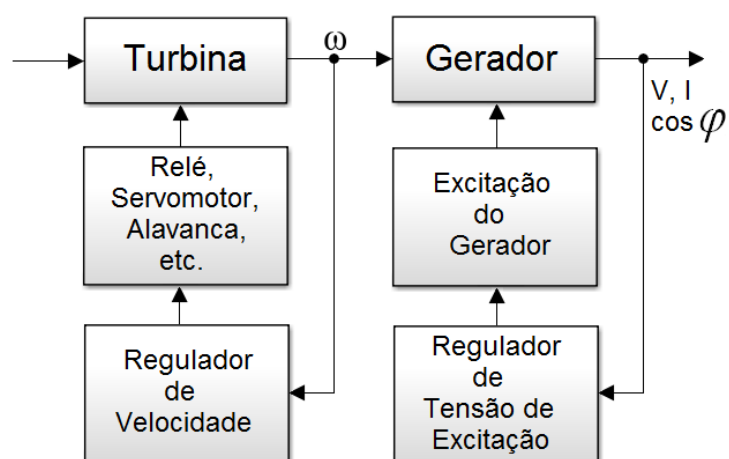 Turbina
ω
Gerador
V, I
cos φ
Relé,
Servomotor,
Alavanca,
etc.
Excitação
do
Gerador
Regulador
de
Velocidade
Regulador
de
Tensão de
Excitação